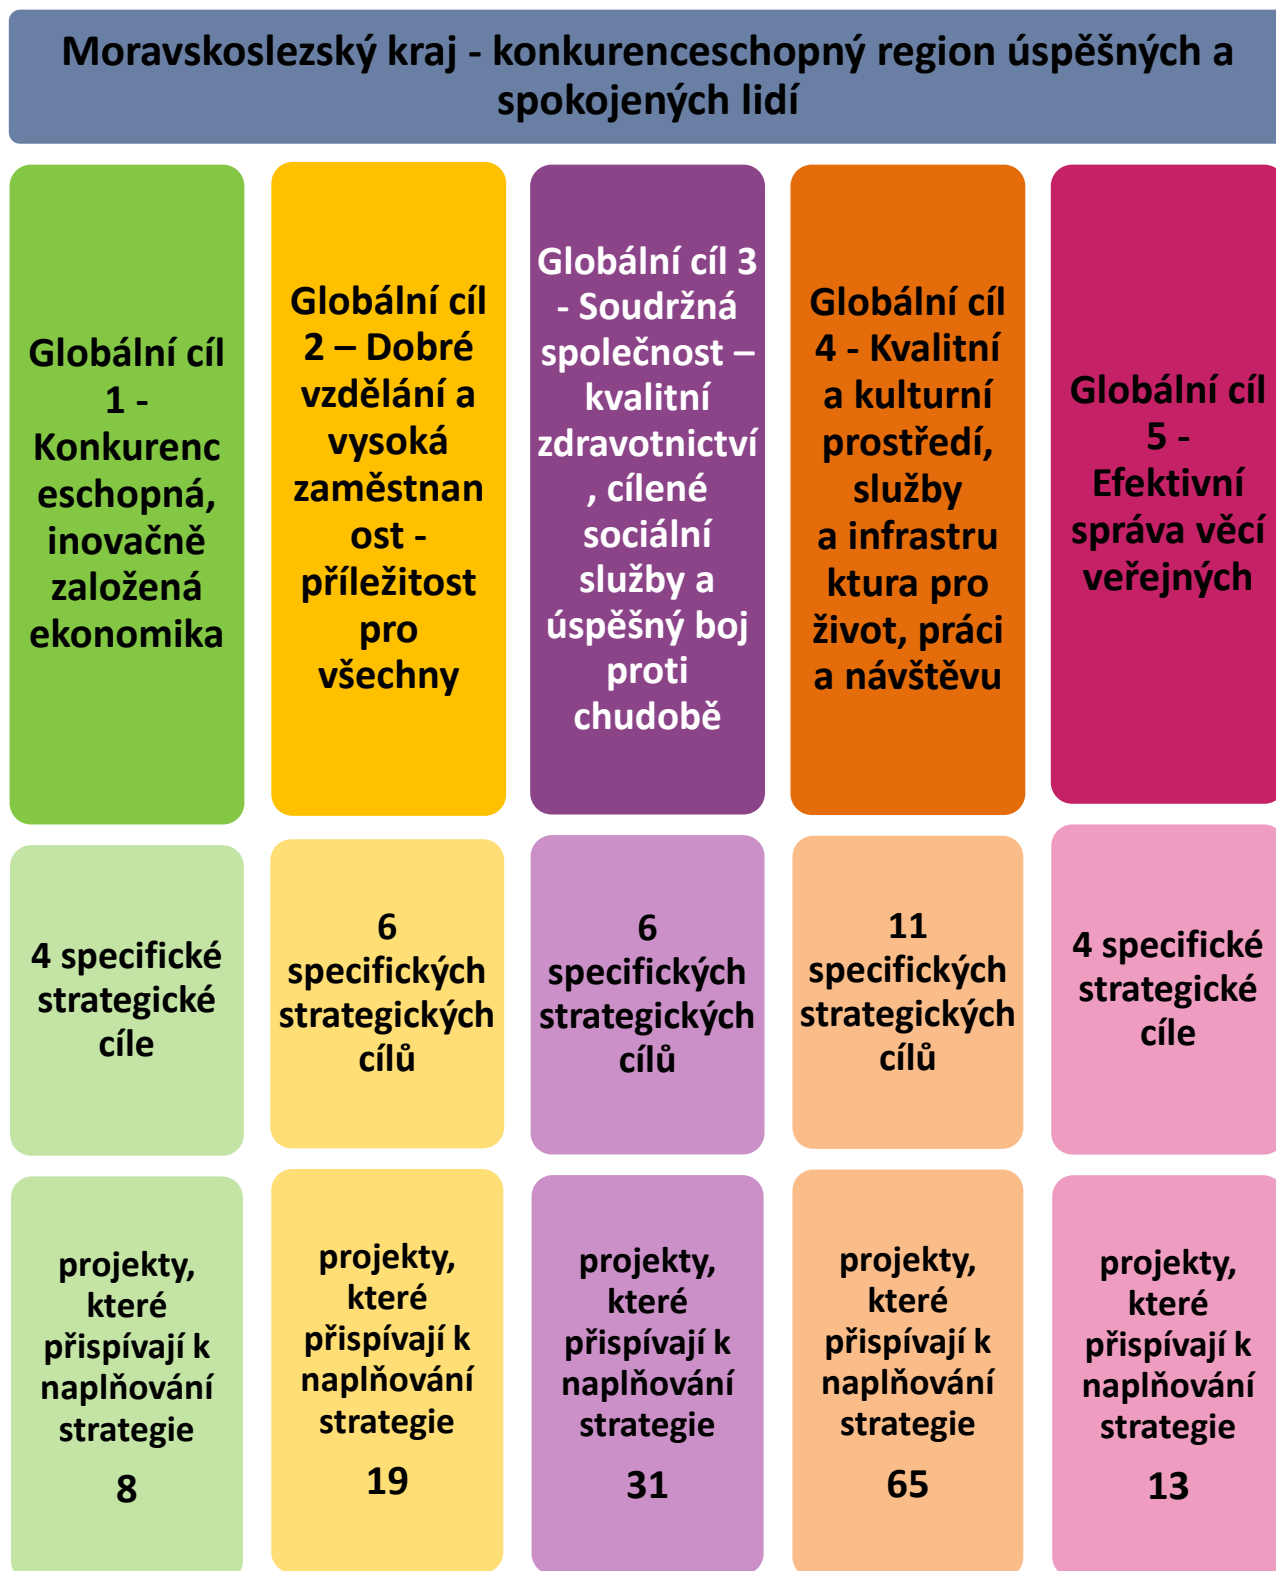 Moravskoslezský kraj - konkurenceschopný region úspěšných a
spokojených lidí
Globální cíl
1 -
Konkurenc
eschopná,
inovačně
založená
ekonomika
Globální cíl
2 – Dobré
vzdělání a
vysoká
zaměstnan
ost -
příležitost
pro
všechny
Globální cíl 3
- Soudržná
společnost –
kvalitní
zdravotnictví
, cílené
sociální
služby a
úspěšný boj
proti
chudobě
Globální cíl
4 - Kvalitní
a kulturní
prostředí,
služby
a infrastru
ktura pro
život, práci
a návštěvu
Globální cíl
5 -
Efektivní
správa věcí
veřejných
4 specifické
strategické
cíle
6
specifických
strategických
cílů
6
specifických
strategických
cílů
11
specifických
strategických
cílů
4 specifické
strategické
cíle
projekty,
které
přispívají k
naplňování
strategie
8
projekty,
které
přispívají k
naplňování
strategie
19
projekty,
které
přispívají k
naplňování
strategie
31
projekty,
které
přispívají k
naplňování
strategie
65
projekty,
které
přispívají k
naplňování
strategie
13